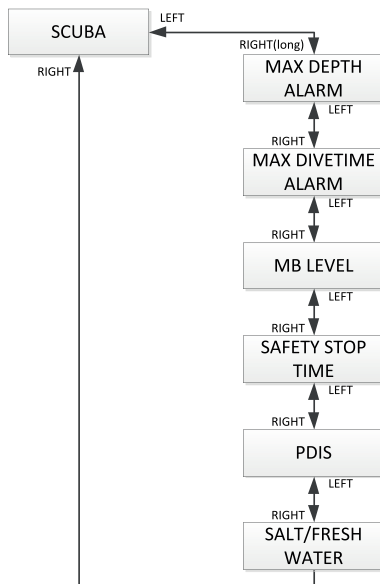 SCUBA
LEFT
RIGHT(long)
RIGHT
MAX DEPTH
ALARM
LEFT
RIGHT
MAX DIVETIME
ALARM
LEFT
RIGHT
MB LEVEL
LEFT
RIGHT
SAFETY STOP
TIME
LEFT
RIGHT
PDIS
LEFT
RIGHT
SALT/FRESH
WATER